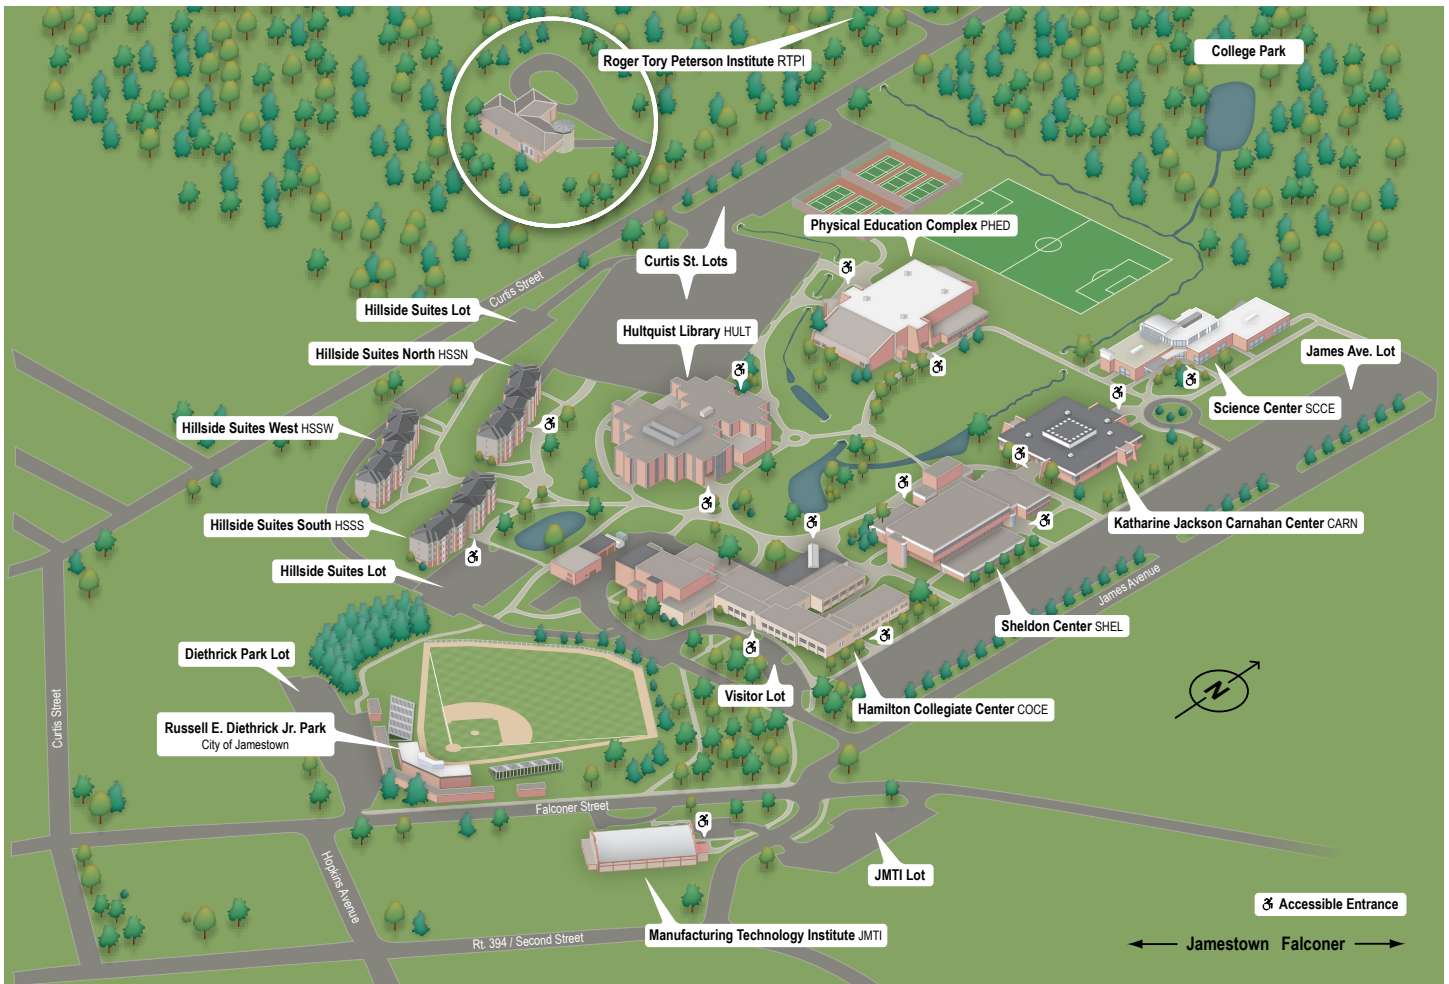 Roger Tory Peterson Institute RTPI
College Park
Physical Education Complex PHED
Curtis St. Lots
Curtis Street
Hillside Suites Lot
Hultquist Library HULT
Hillside Suites North HSSN
James Ave. Lot
Science Center SCCE
Hillside Suites West HSSW
Hillside Suites South HSSS
Katharine Jackson Carnahan Center CARN
Hillside Suites Lot
James Avenue
Sheldon Center SHEL
Diethrick Park Lot
N
Visitor Lot
Hamilton Collegiate Center COCE
Curtis Street
Russell E. Diethrick Jr. Park
City of Jamestown
Falconer Street
Hopkins Avenue
JMTI Lot
Accessible Entrance
Manufacturing Technology Institute JMTI
Rt. 394 / Second Street
Jamestown Falconer